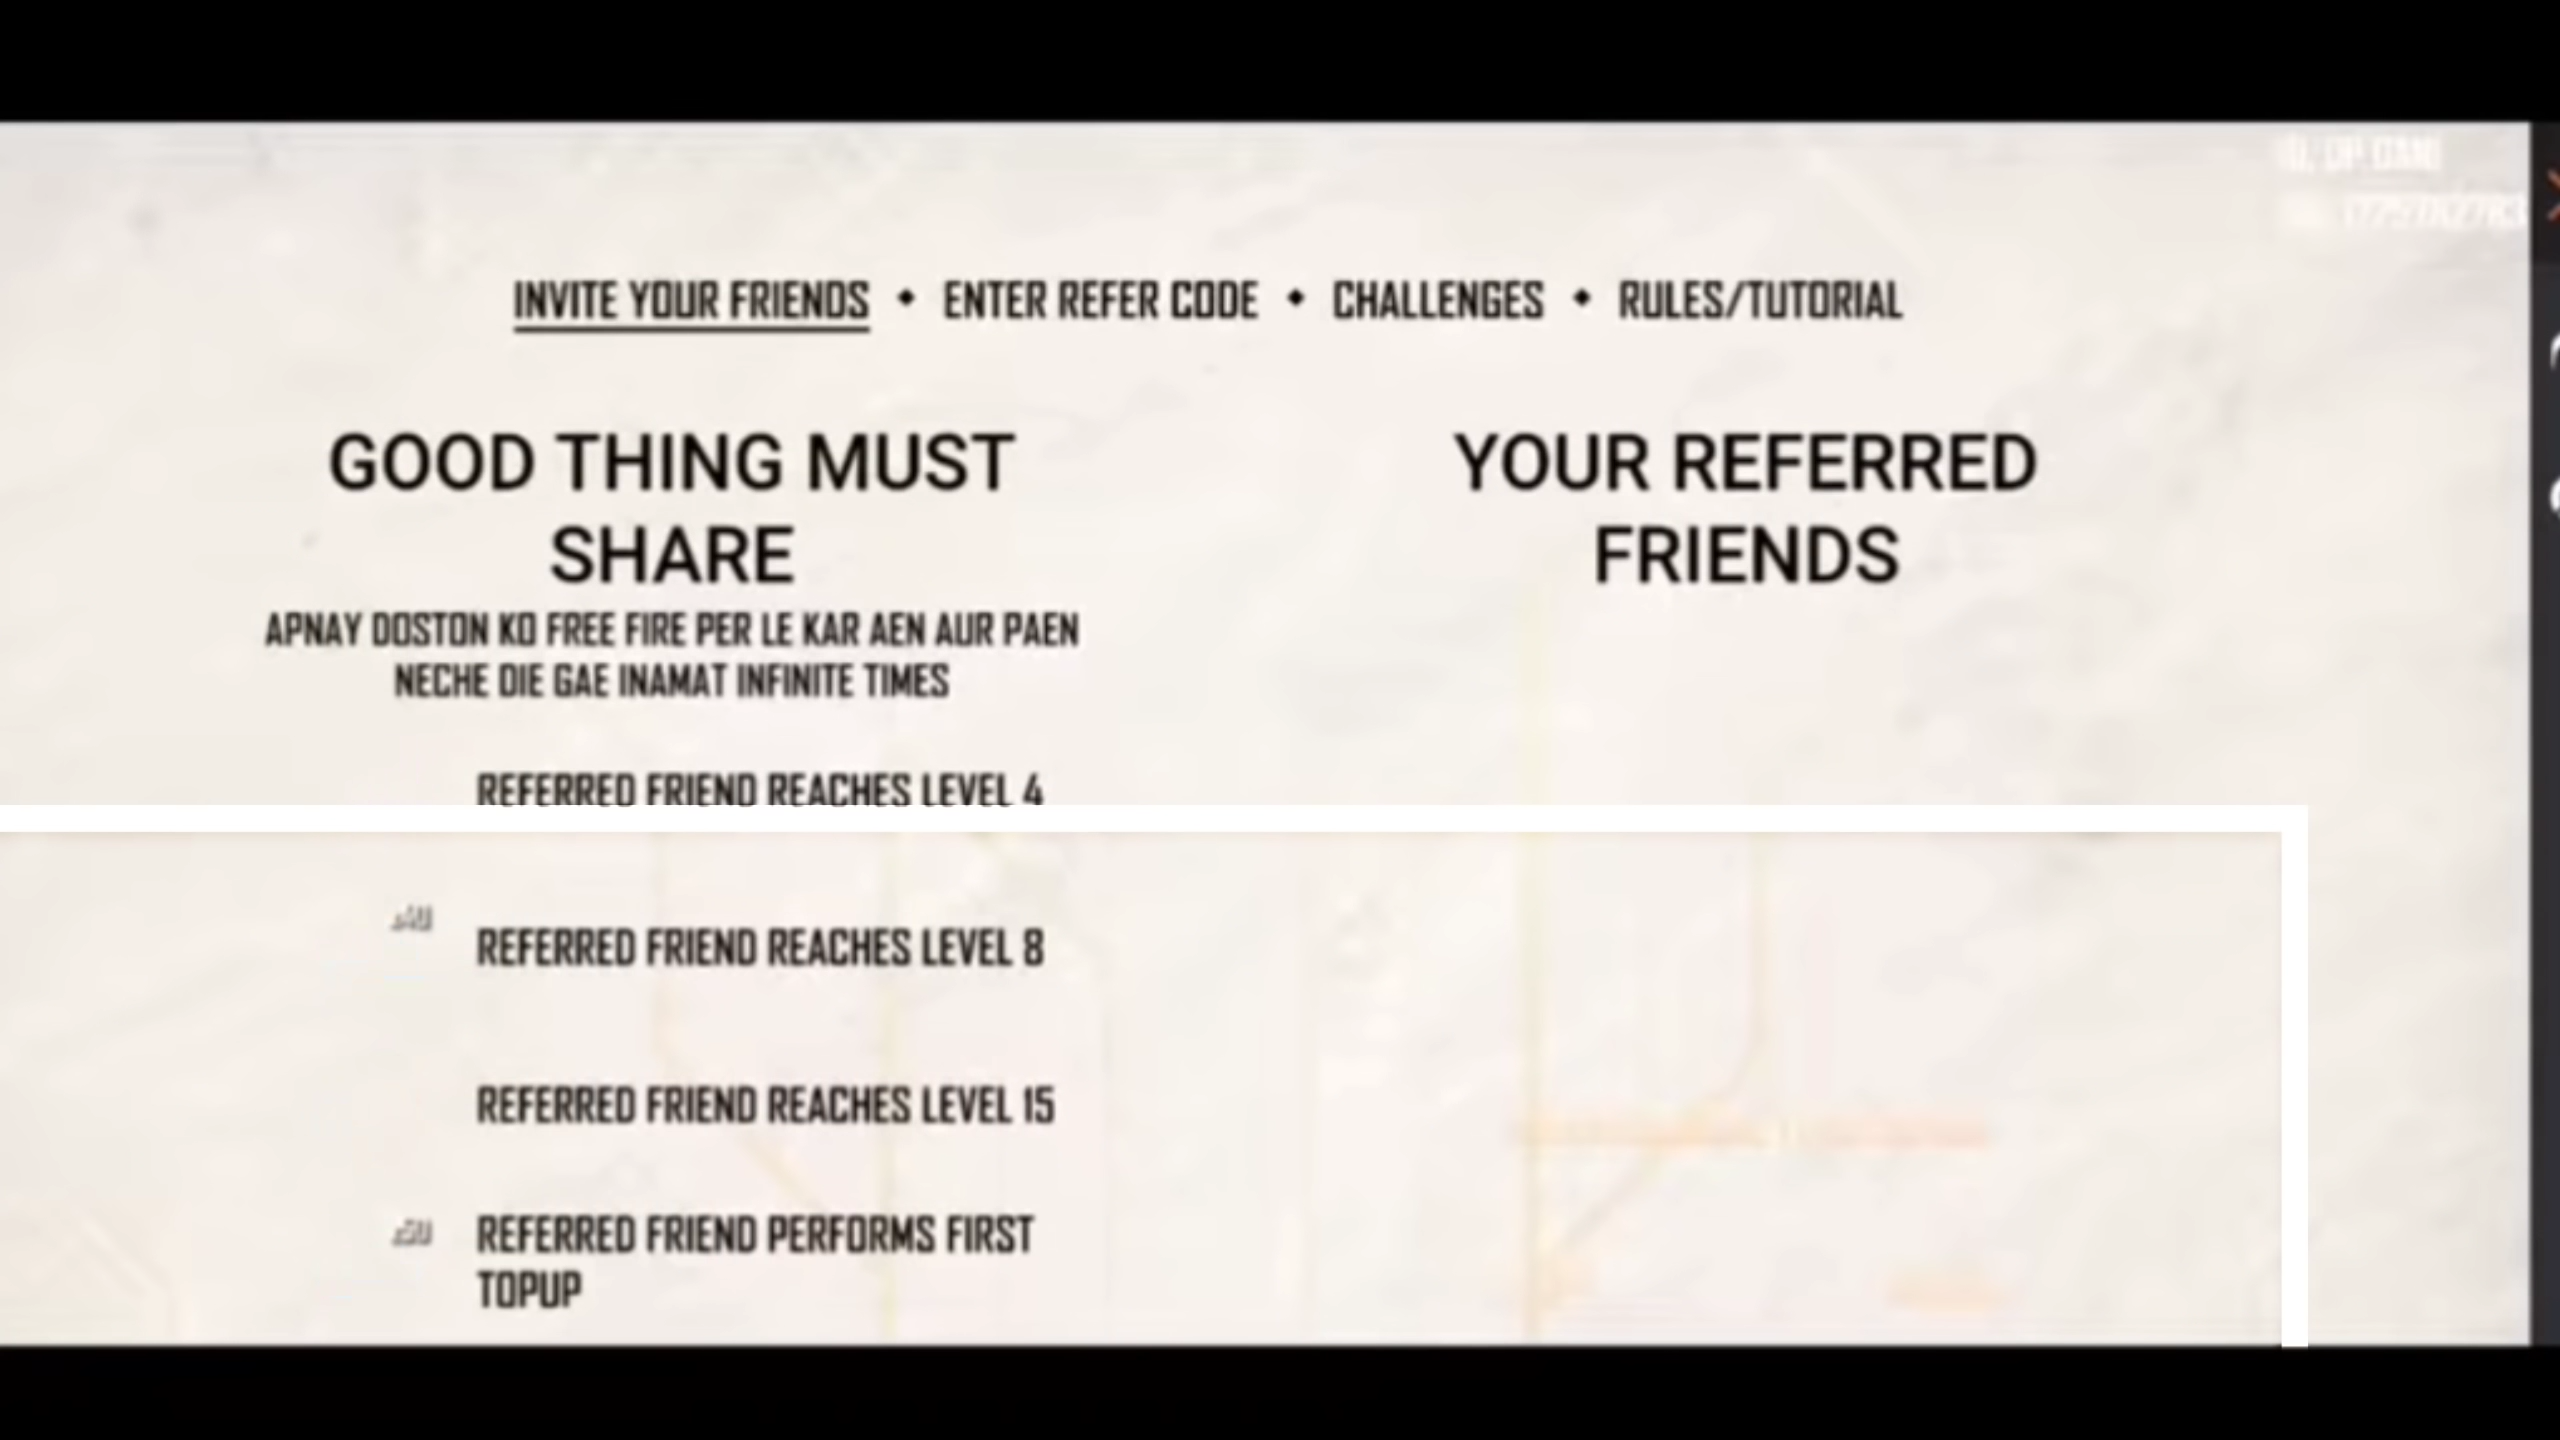 INVITE YOUR FRIENDS • ENTER REFER CODE • CHALLENGES • RULES/TUTORIAL
GOOD THING MUST
SHARE
APNAY DOSTON KO FREE FIRE PER LE KAR AEN AUR PAEN
NECHE DIE GAE INAMAT INFINITE TIMES
REFERRED FRIEND REACHES LEVEL 4
REFERRED FRIEND REACHES LEVEL 8
REFERRED FRIEND REACHES LEVEL 15
REFERRED FRIEND PERFORMS FIRST
TOPUP
YOUR REFERRED
FRIENDS